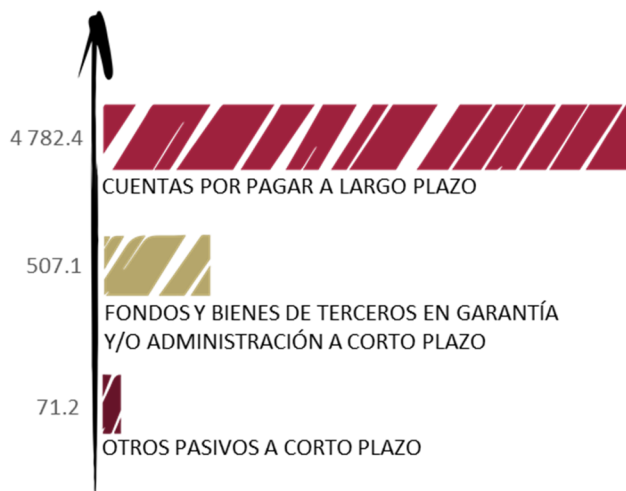 4 782.4
CUENTAS POR PAGAR A LARGO PLAZO
507.1
FONDOS Y BIENES DE TERCEROS EN GARANTÍA
Y/O ADMINISTRACIÓN A CORTO PLAZO
71.2
OTROS PASIVOS A CORTO PLAZO